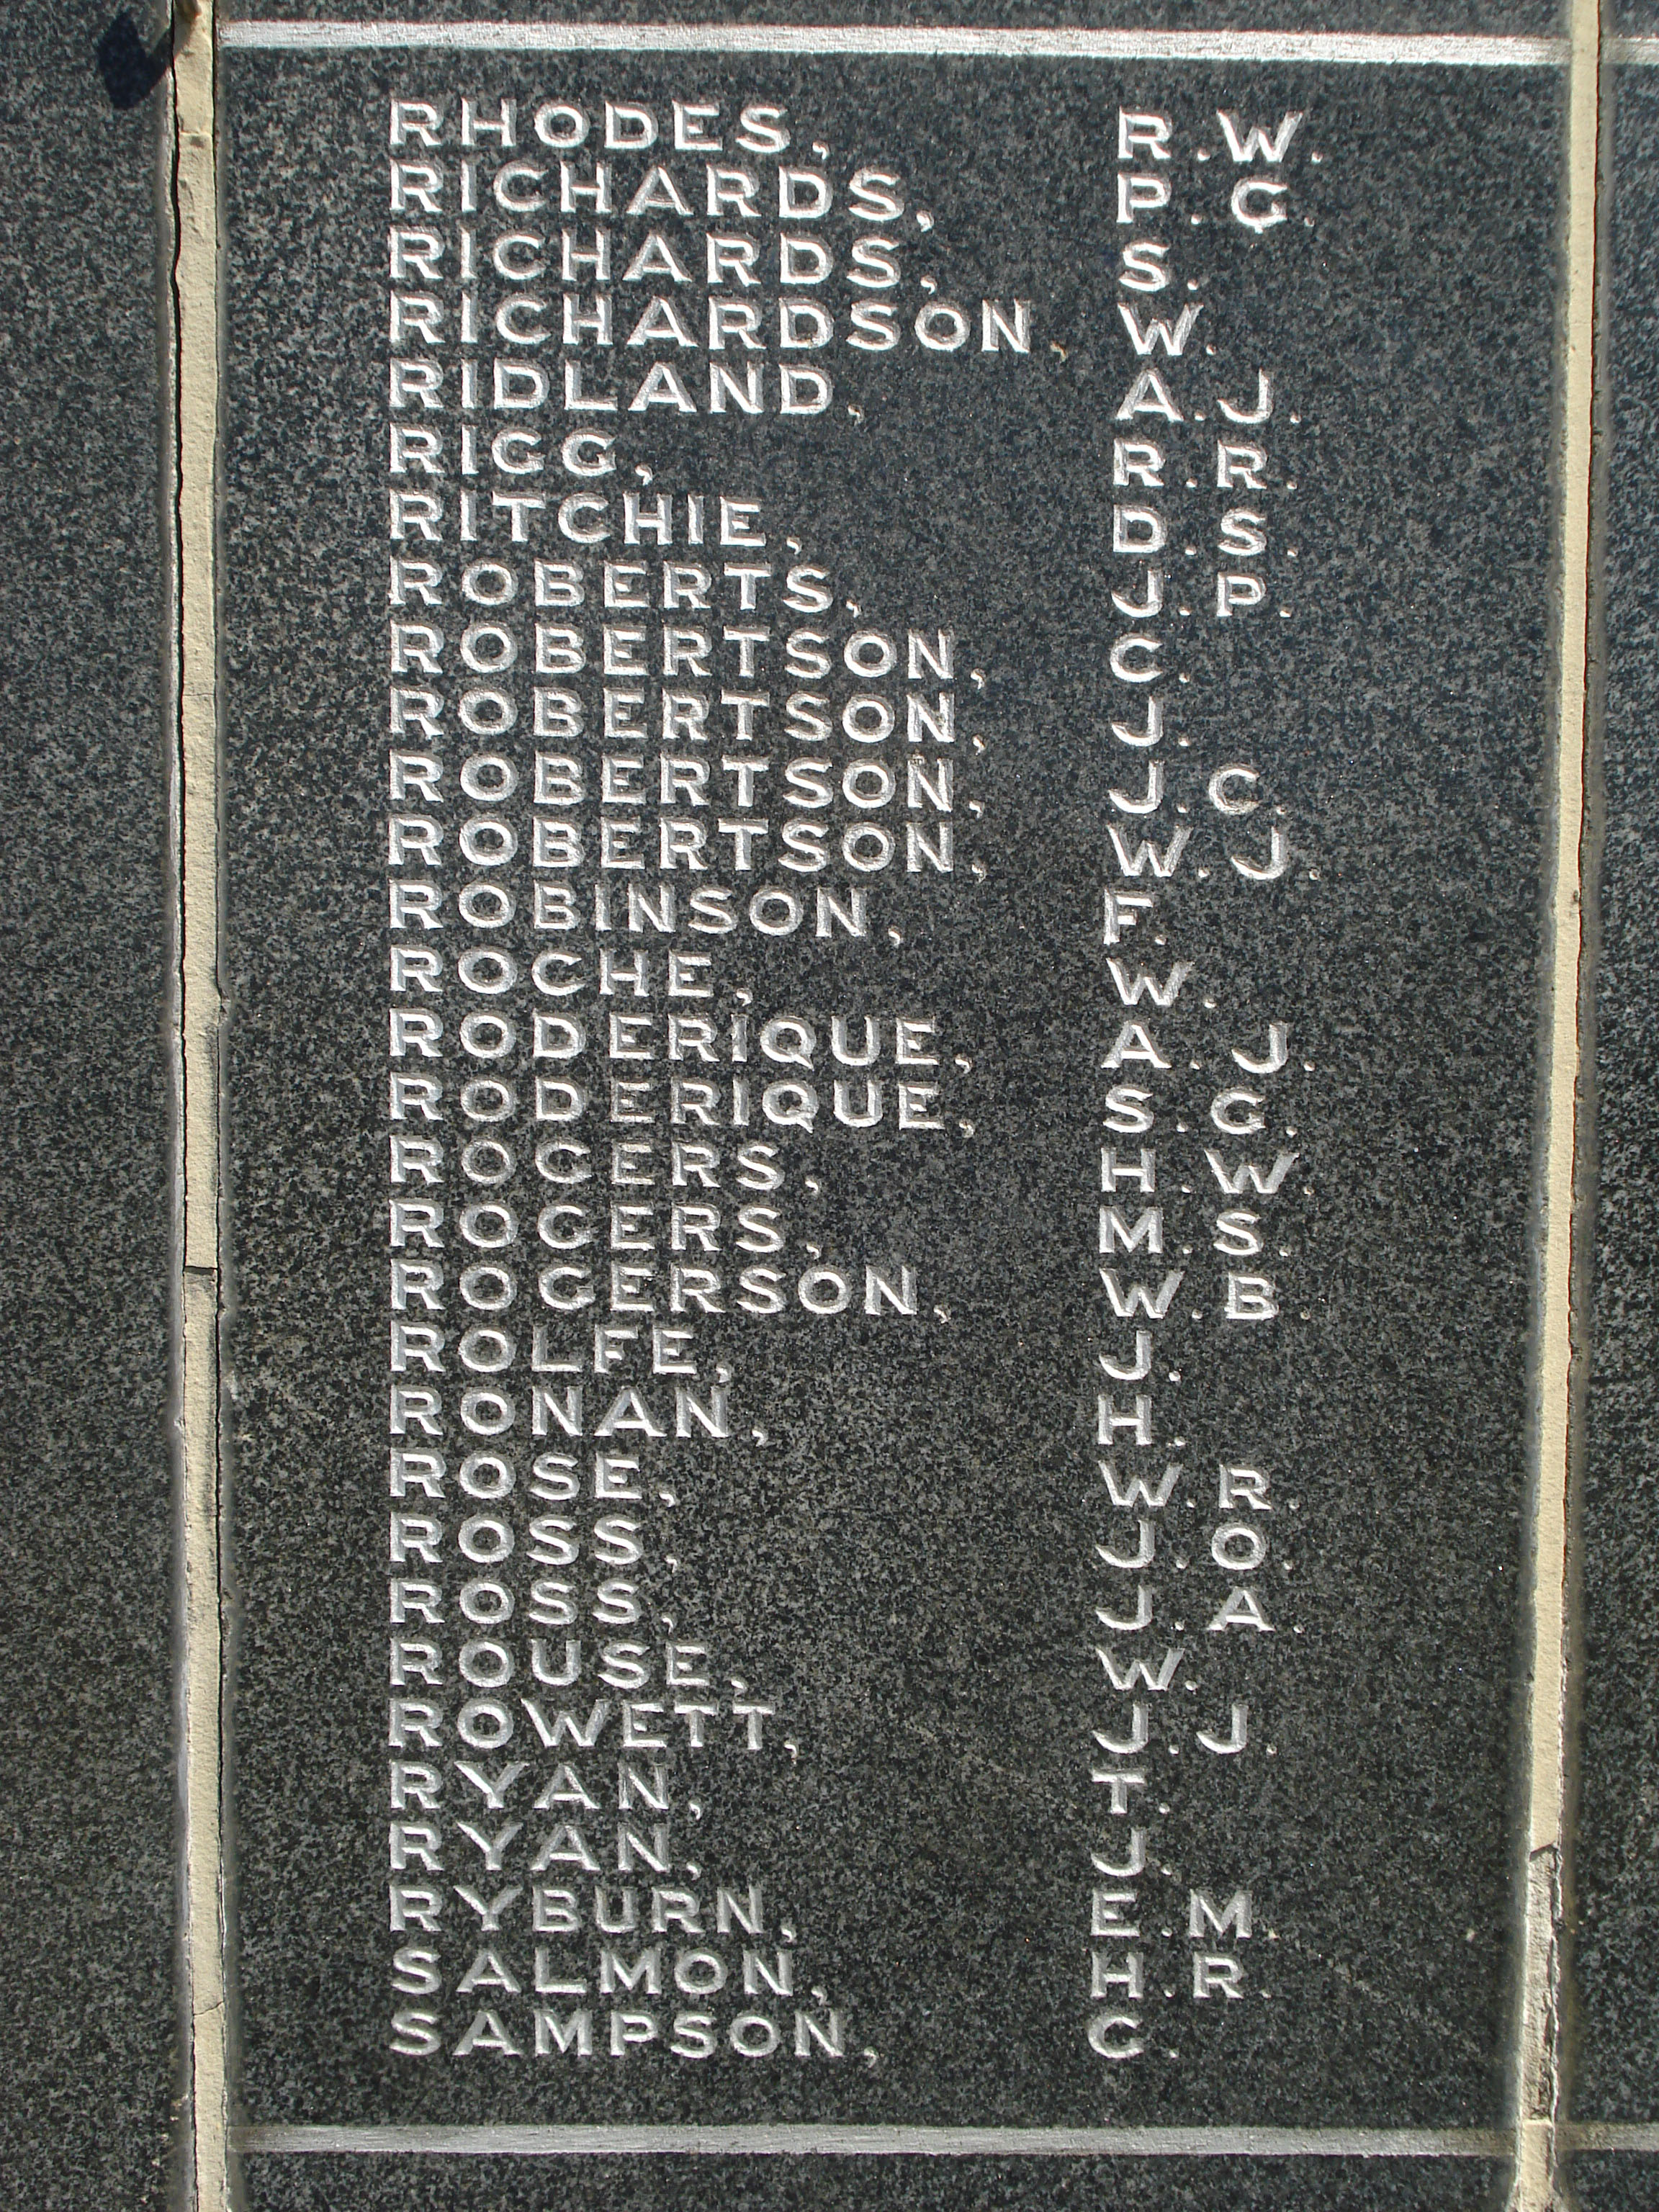 RHODES, R.W.
RICHARDS, P.G.
RICHARDS, S.
RICHARDSON, W.
RIDLAND, A.J.
RIGG, R.R.
RITCHIE, D.S.
ROBERTS, J.P.
ROBERTSON, C.
ROBERTSON, J.
ROBERTSON, J.C.
ROBERTSON, W.J.
ROBINSON, F.
ROCHE, W.
RODERIQUE, A.J.
RODERIQUE, S.G.
ROGERS, H.W.
ROGERS, M.S.
ROGERSON, W.B.
ROLFE, J.
RONAN, H.
ROSE, W.R.
ROSS, J.O.
ROSS, J.A.
ROUSE, W.
ROWETT, J.J.
RYAN, T.
RYAN, J.
RYBURN, E.M.
SALMON, H.R.
SAMPSON, G.